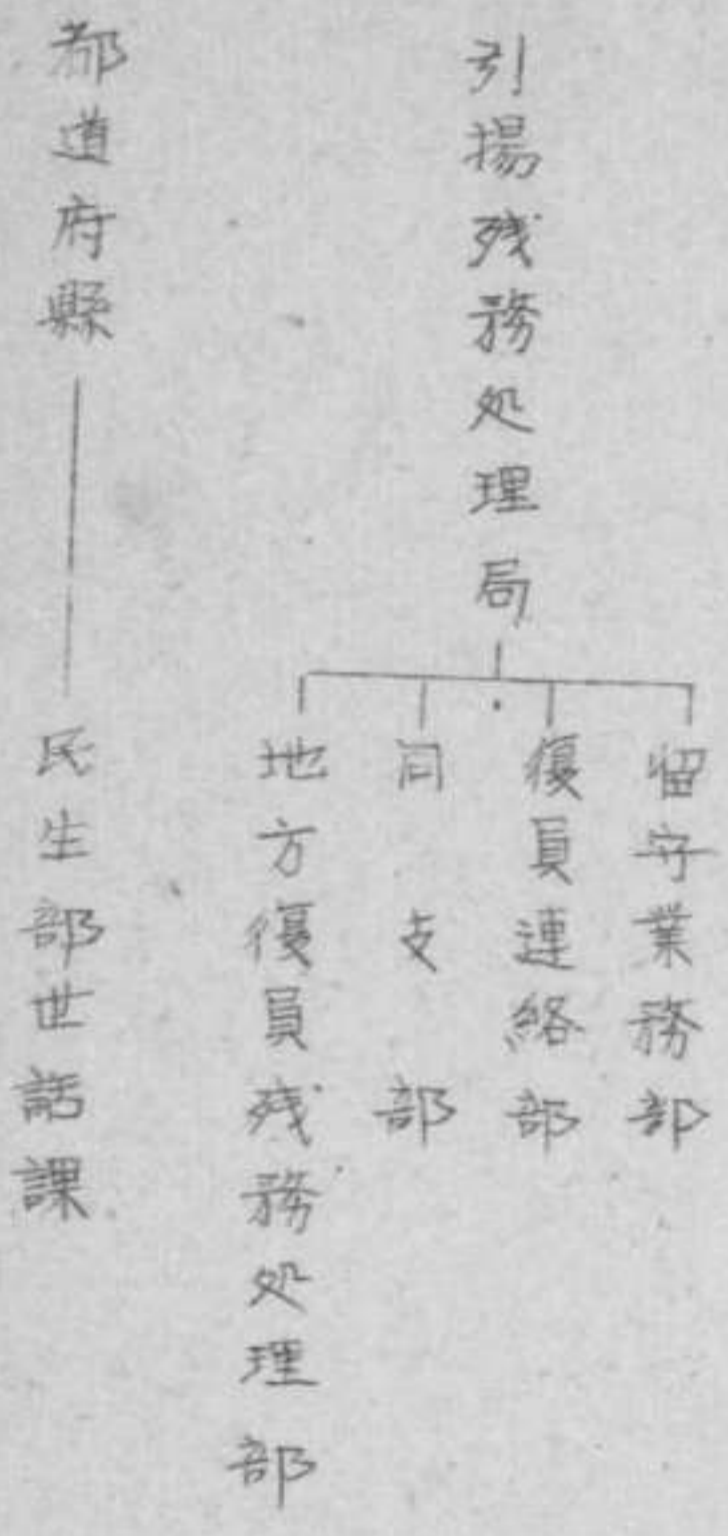 引揚残務処理局
留守業務部
復員連絡部
同支部
地方復員残務処理部
都道府縣
民生部世話課